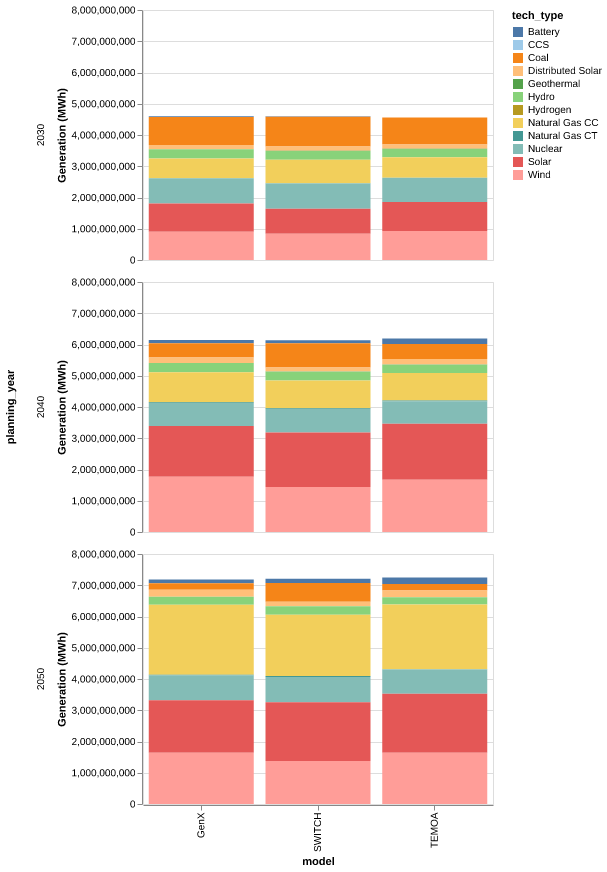 8,000,000,000
7,000,000,000
6,000,000,000
5,000,000,000
4,000,000,000
3,000,000,000
2,000,000,000
1,000,000,000
0
Generation (MWh)
2030
8,000,000,000
7,000,000,000
6,000,000,000
5,000,000,000
4,000,000,000
3,000,000,000
2,000,000,000
1,000,000,000
0
Generation (MWh)
2040
planning_year
8,000,000,000
7,000,000,000
6,000,000,000
5,000,000,000
4,000,000,000
3,000,000,000
2,000,000,000
1,000,000,000
0
Generation (MWh)
2050
GenX
SWITCH
TEMOA
model
tech_type
Battery
CCS
Coal
Distributed Solar
Geothermal
Hydro
Hydrogen
Natural Gas CC
Natural Gas CT
Nuclear
Solar
Wind